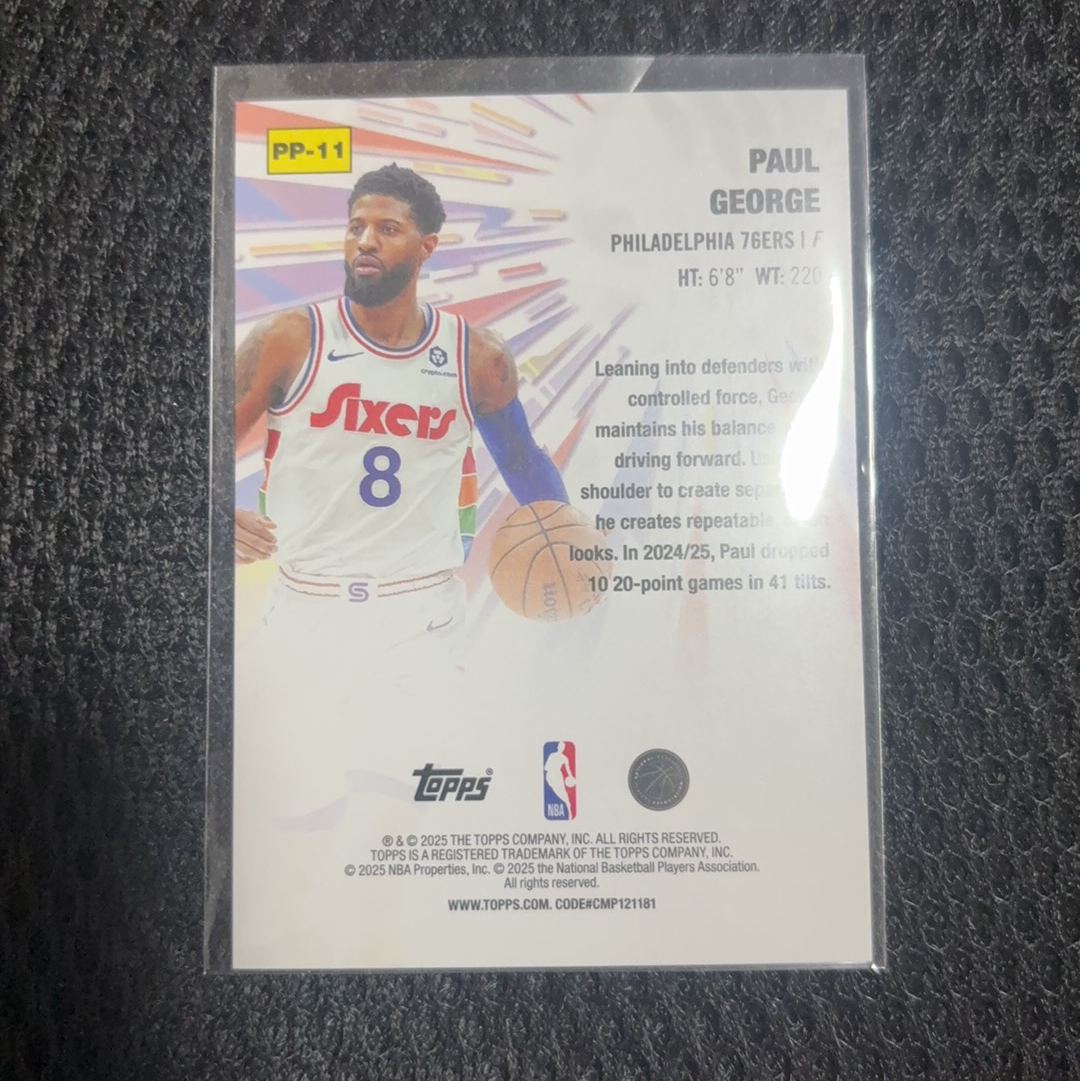 PP-11
PAUL
GEORGE
PHILADELPHIA 76ERS | F
HT: 6'8" WT: 220
Leaning into defenders
controlled force,
maintains his balance
driving forward.
shoulder to create
he creates repeatable
looks. In 2024/25, Paul dropped
10 20-point games in 41 tilts.
crypto.com
Sixers
8
Topps®
NBA
® & © 2025 THE TOPPS COMPANY, INC. ALL RIGHTS RESERVED.
TOPPS IS A REGISTERED TRADEMARK OF THE TOPPS COMPANY, INC.
© 2025 NBA Properties, Inc. © 2025 the National Basketball Players Association.
All rights reserved.
WWW.TOPPS.COM. CODE#CMP121181